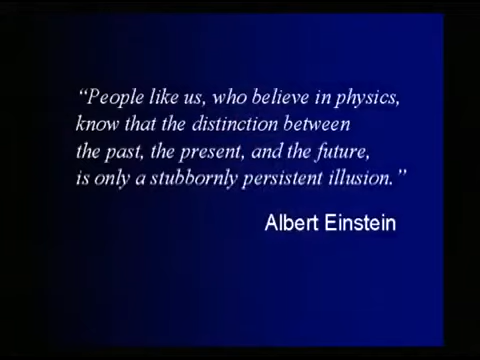 “People like us, who believe in physics,
know that the distinction between
the past, the present, and the future,
is only a stubbornly persistent illusion.”
Albert Einstein